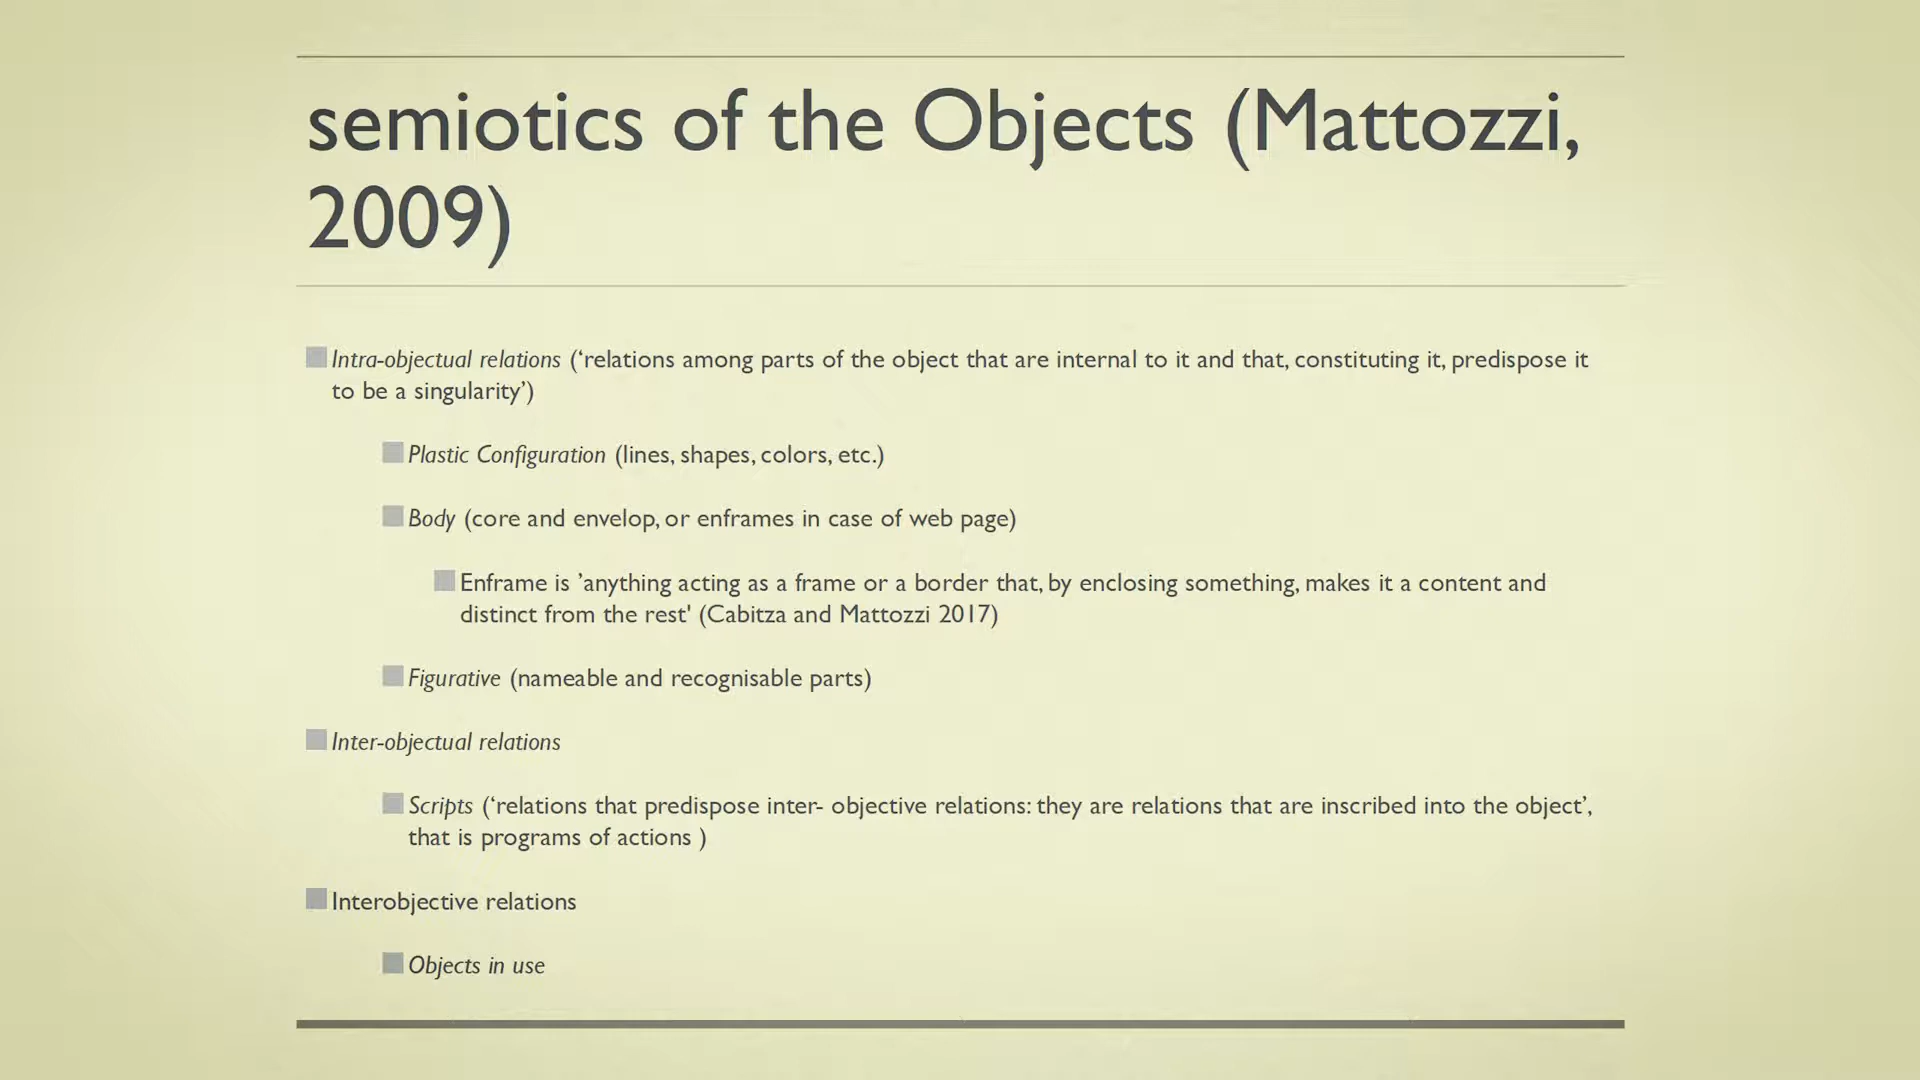 semiotics of the Objects (Mattozzi,
2009)
Intra-objectual relations (‘relations among parts of the object that are internal to it and that, constituting it, predispose it
to be a singularity’)
Plastic Configuration (lines, shapes, colors, etc.)
Body (core and envelop, or enframes in case of web page)
Enframe is ’anything acting as a frame or a border that, by enclosing something, makes it a content and
distinct from the rest' (Cabitza and Mattozzi 2017)
Figurative (nameable and recognisable parts)
Inter-objectual relations
Scripts (‘relations that predispose inter- objective relations: they are relations that are inscribed into the object’,
that is programs of actions )
Interobjective relations
Objects in use